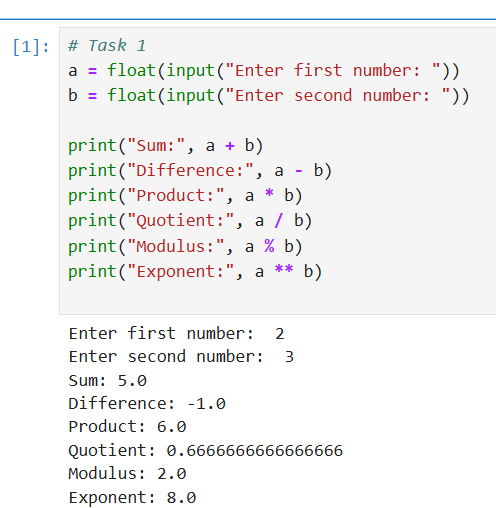 [1]: # Task 1
a = float(input("Enter first number: "))
b = float(input("Enter second number: "))
print("Sum:", a + b)
print("Difference:", a - b)
print("Product:", a * b)
print("Quotient:", a / b)
print("Modulus:", a % b)
print("Exponent:", a ** b)
Enter first number:  2
Enter second number:  3
Sum: 5.0
Difference: -1.0
Product: 6.0
Quotient: 0.6666666666666666
Modulus: 2.0
Exponent: 8.0